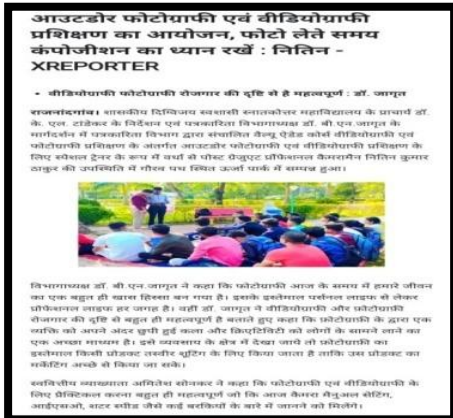 आउटडोर फोटोग्राफी एवं वीडियोग्राफी
प्रशिक्षण का आयोजन, फोटो लेते समय
कंपोजीशन का ध्यान रखें : नितिन -
XREPORTER
• वीडियोग्राफी फोटोग्राफी रोजगार की दृष्टि से है महत्वपूर्ण : डॉ. जागृत
राजनांदगांव। शासकीय दिग्विजय स्वशासी स्नातकोत्तर महाविद्यालय के प्राचार्य डॉ.
के. एल. टांडेकर के निर्देशन एवं पत्रकारिता विभागाध्यक्ष डॉ. बी.एन.जागृत के
मार्गदर्शन में पत्रकारिता विभाग द्वारा संचालित वैल्यू ऐडेड कोर्स वीडियोग्राफी एवं
फोटोग्राफी प्रशिक्षण के अंतर्गत आउटडोर फोटोग्राफी एवं वीडियोग्राफी प्रशिक्षण के
लिए स्पेशल ट्रेनर के रूप में वर्धा से पोस्ट ग्रेजुएट प्रोफेशनल कैमरामैन नितिन कुमार
ठाकुर की उपस्थिति में गौरव पथ स्थित ऊर्जा पार्क में सम्पन्न हुआ।
विभागाध्यक्ष डॉ. बी.एन.जागृत ने कहा कि फोटोग्राफी आज के समय में हमारे जीवन
का एक बहुत ही खास हिस्सा बन गया है। इसके इस्तेमाल पर्सनल लाइफ से लेकर
प्रोफेशनल लाइफ हर जगह है। वहीं डॉ. जागृत ने वीडियोग्राफी और फोटोग्राफी
रोजगार की दृष्टि से बहुत ही महत्वपूर्ण है बताते हुए कहा कि फोटोग्राफी के द्वारा एक
व्यक्ति को अपने अंदर छुपी हुई कला और क्रिएटिविटी को लोगों के सामने लाने का
एक अच्छा माध्यम है। इसे व्यवसाय के क्षेत्र में देखा जाये तो फोटोग्राफी का
इस्तेमाल किसी प्रोडक्ट तस्वीर शूटिंग के लिए किया जाता है ताकि उस प्रोडक्ट का
मार्केटिंग अच्छे से किया जा सके।
स्ववित्तीय व्याख्याता अमितेश सोनकर ने कहा कि फोटोग्राफी एवं वीडियोग्राफी के
लिए प्रैक्टिकल करना बहुत ही महत्वपूर्ण जो कि आज कैमरा मैनुअल सेटिंग,
आईएसओ, शटर स्पीड जैसे कई बारकियों के बारे में जानने को मिलेंगे।